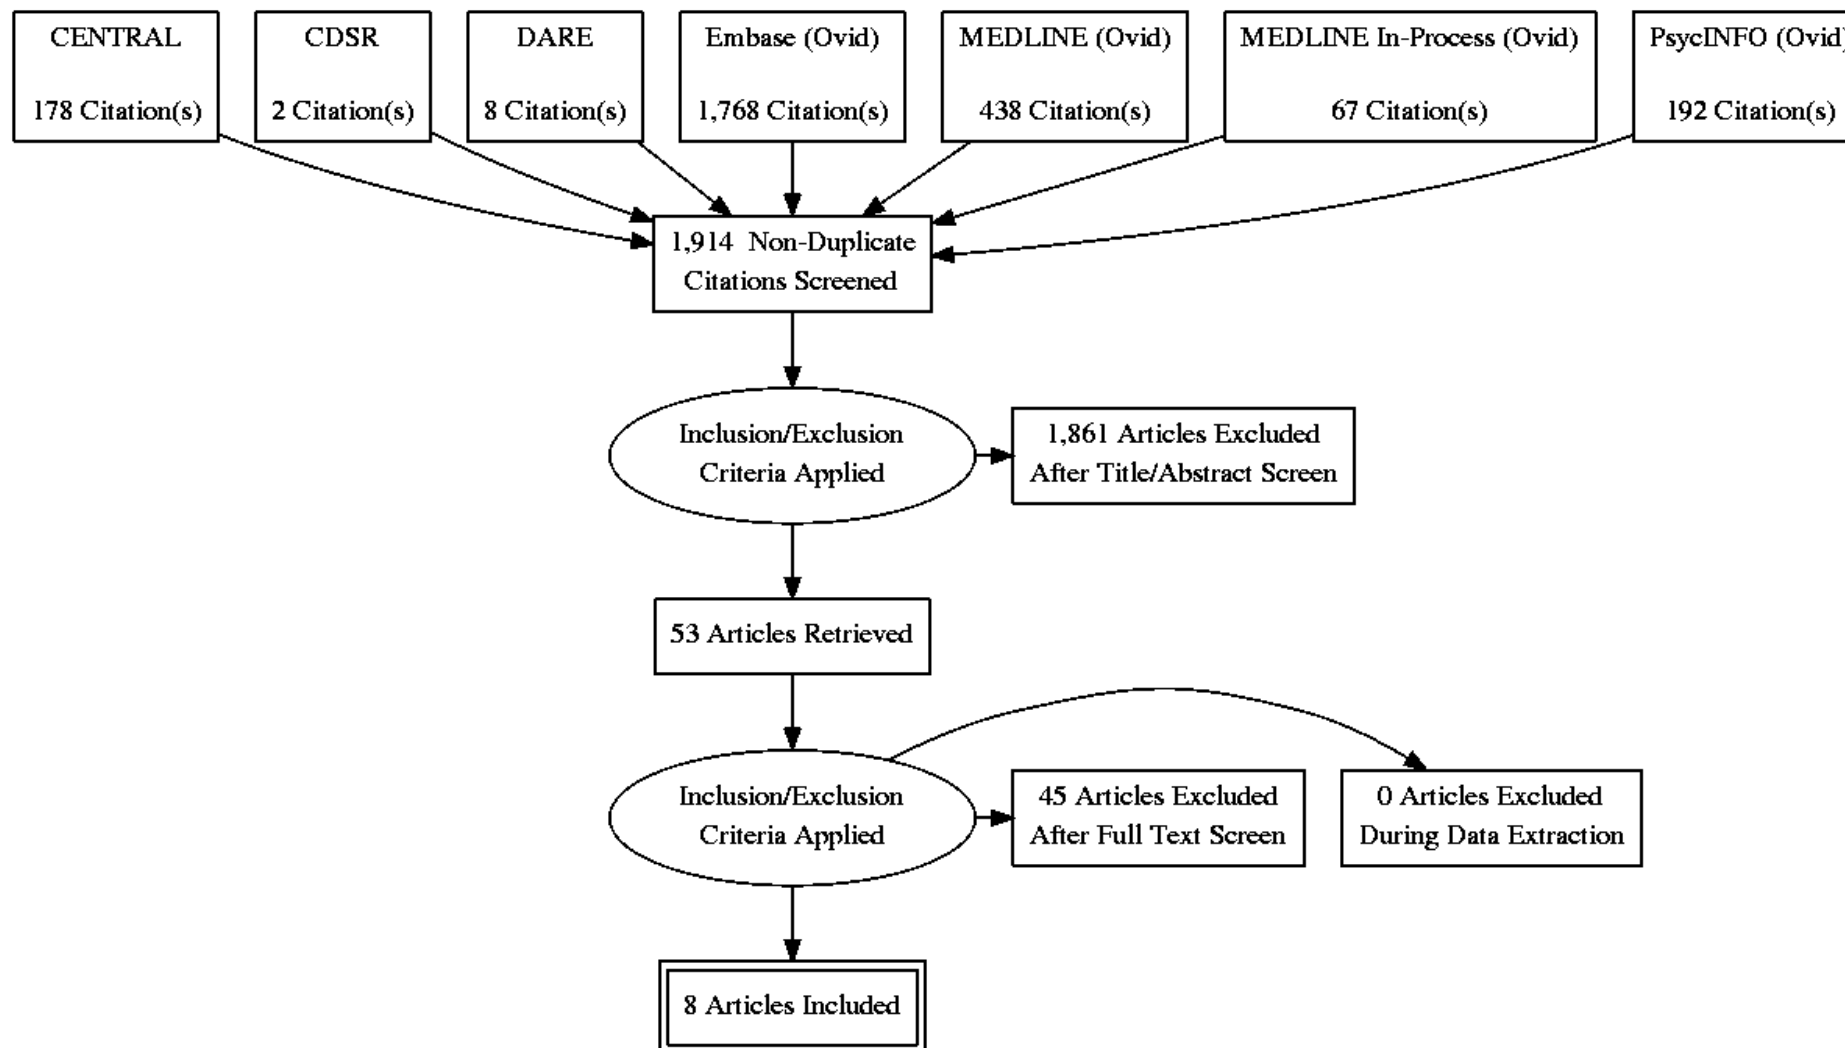 CENTRAL
178 Citation(s)
CDSR
2 Citation(s)
DARE
8 Citation(s)
Embase (Ovid)
1,768 Citation(s)
MEDLINE (Ovid)
438 Citation(s)
MEDLINE In-Process (Ovid)
67 Citation(s)
PsycINFO (Ovid)
192 Citation(s)
1,914 Non-Duplicate
Citations Screened
Inclusion/Exclusion
Criteria Applied
1,861 Articles Excluded
After Title/Abstract Screen
53 Articles Retrieved
Inclusion/Exclusion
Criteria Applied
45 Articles Excluded
After Full Text Screen
0 Articles Excluded
During Data Extraction
8 Articles Included